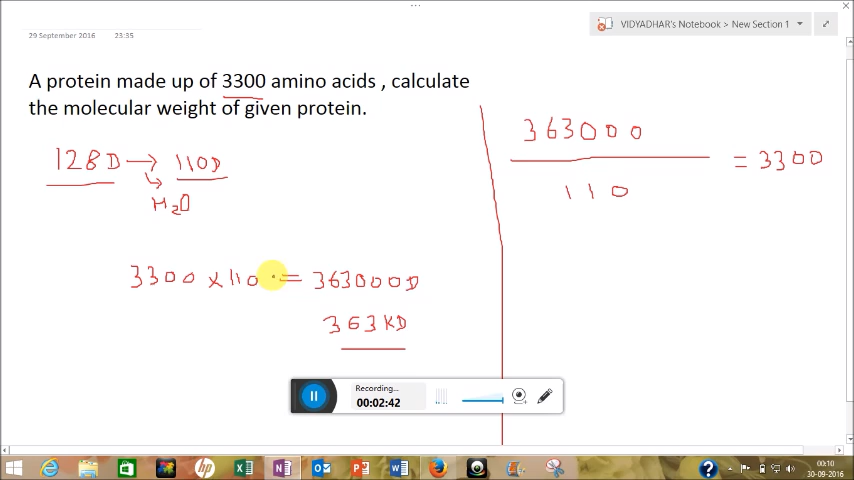 VIDYADHAR's Notebook > New Section 1
29 September 2016 23:35
A protein made up of 3300 amino acids , calculate
the molecular weight of given protein.
128D → 110D
H2O
3300 x 110 = 363000D
363KD
363000
110
= 3300
Recording...
00:02:42
00:10
30-09-2016